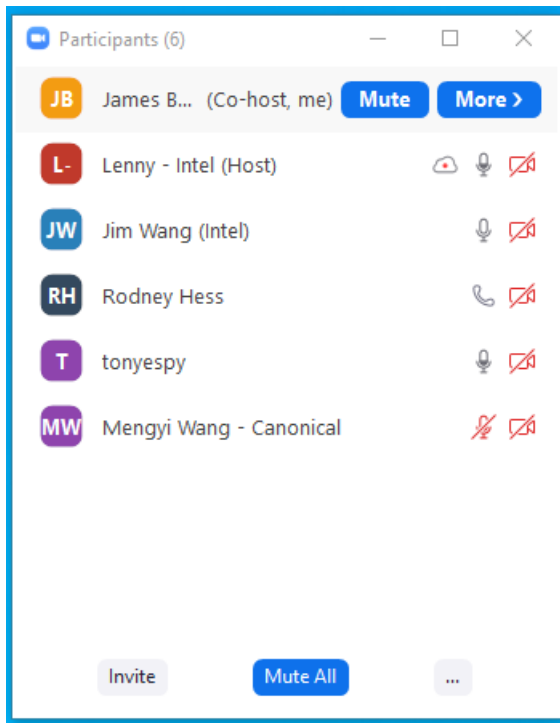 Participants (6)
JB James B... (Co-host, me) Mute More >
L- Lenny - Intel (Host)
JW Jim Wang (Intel)
RH Rodney Hess
T tonyespy
MW Mengyi Wang - Canonical
Invite Mute All ...